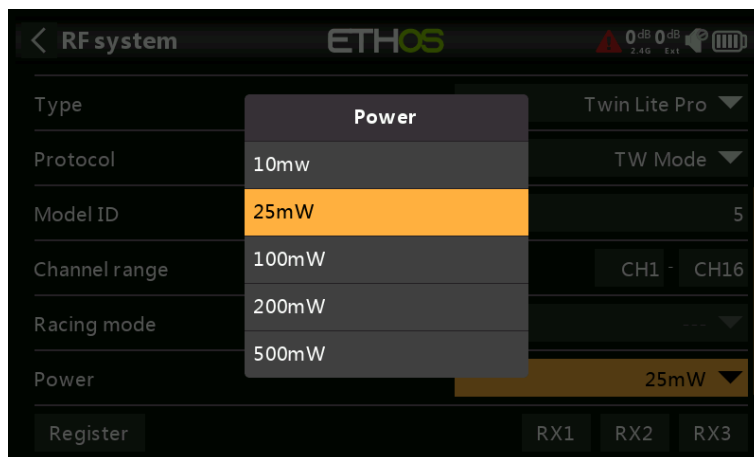 RF system ETHOS 0dB 0dB
2.4G Ext
Type Twin Lite Pro
Power
Protocol TW Mode
10mw
Model ID 5
25mW
Channel range CH1 - CH16
100mW
200mW
Racing mode ---
500mW
Power 25mW
Register RX1 RX2 RX3